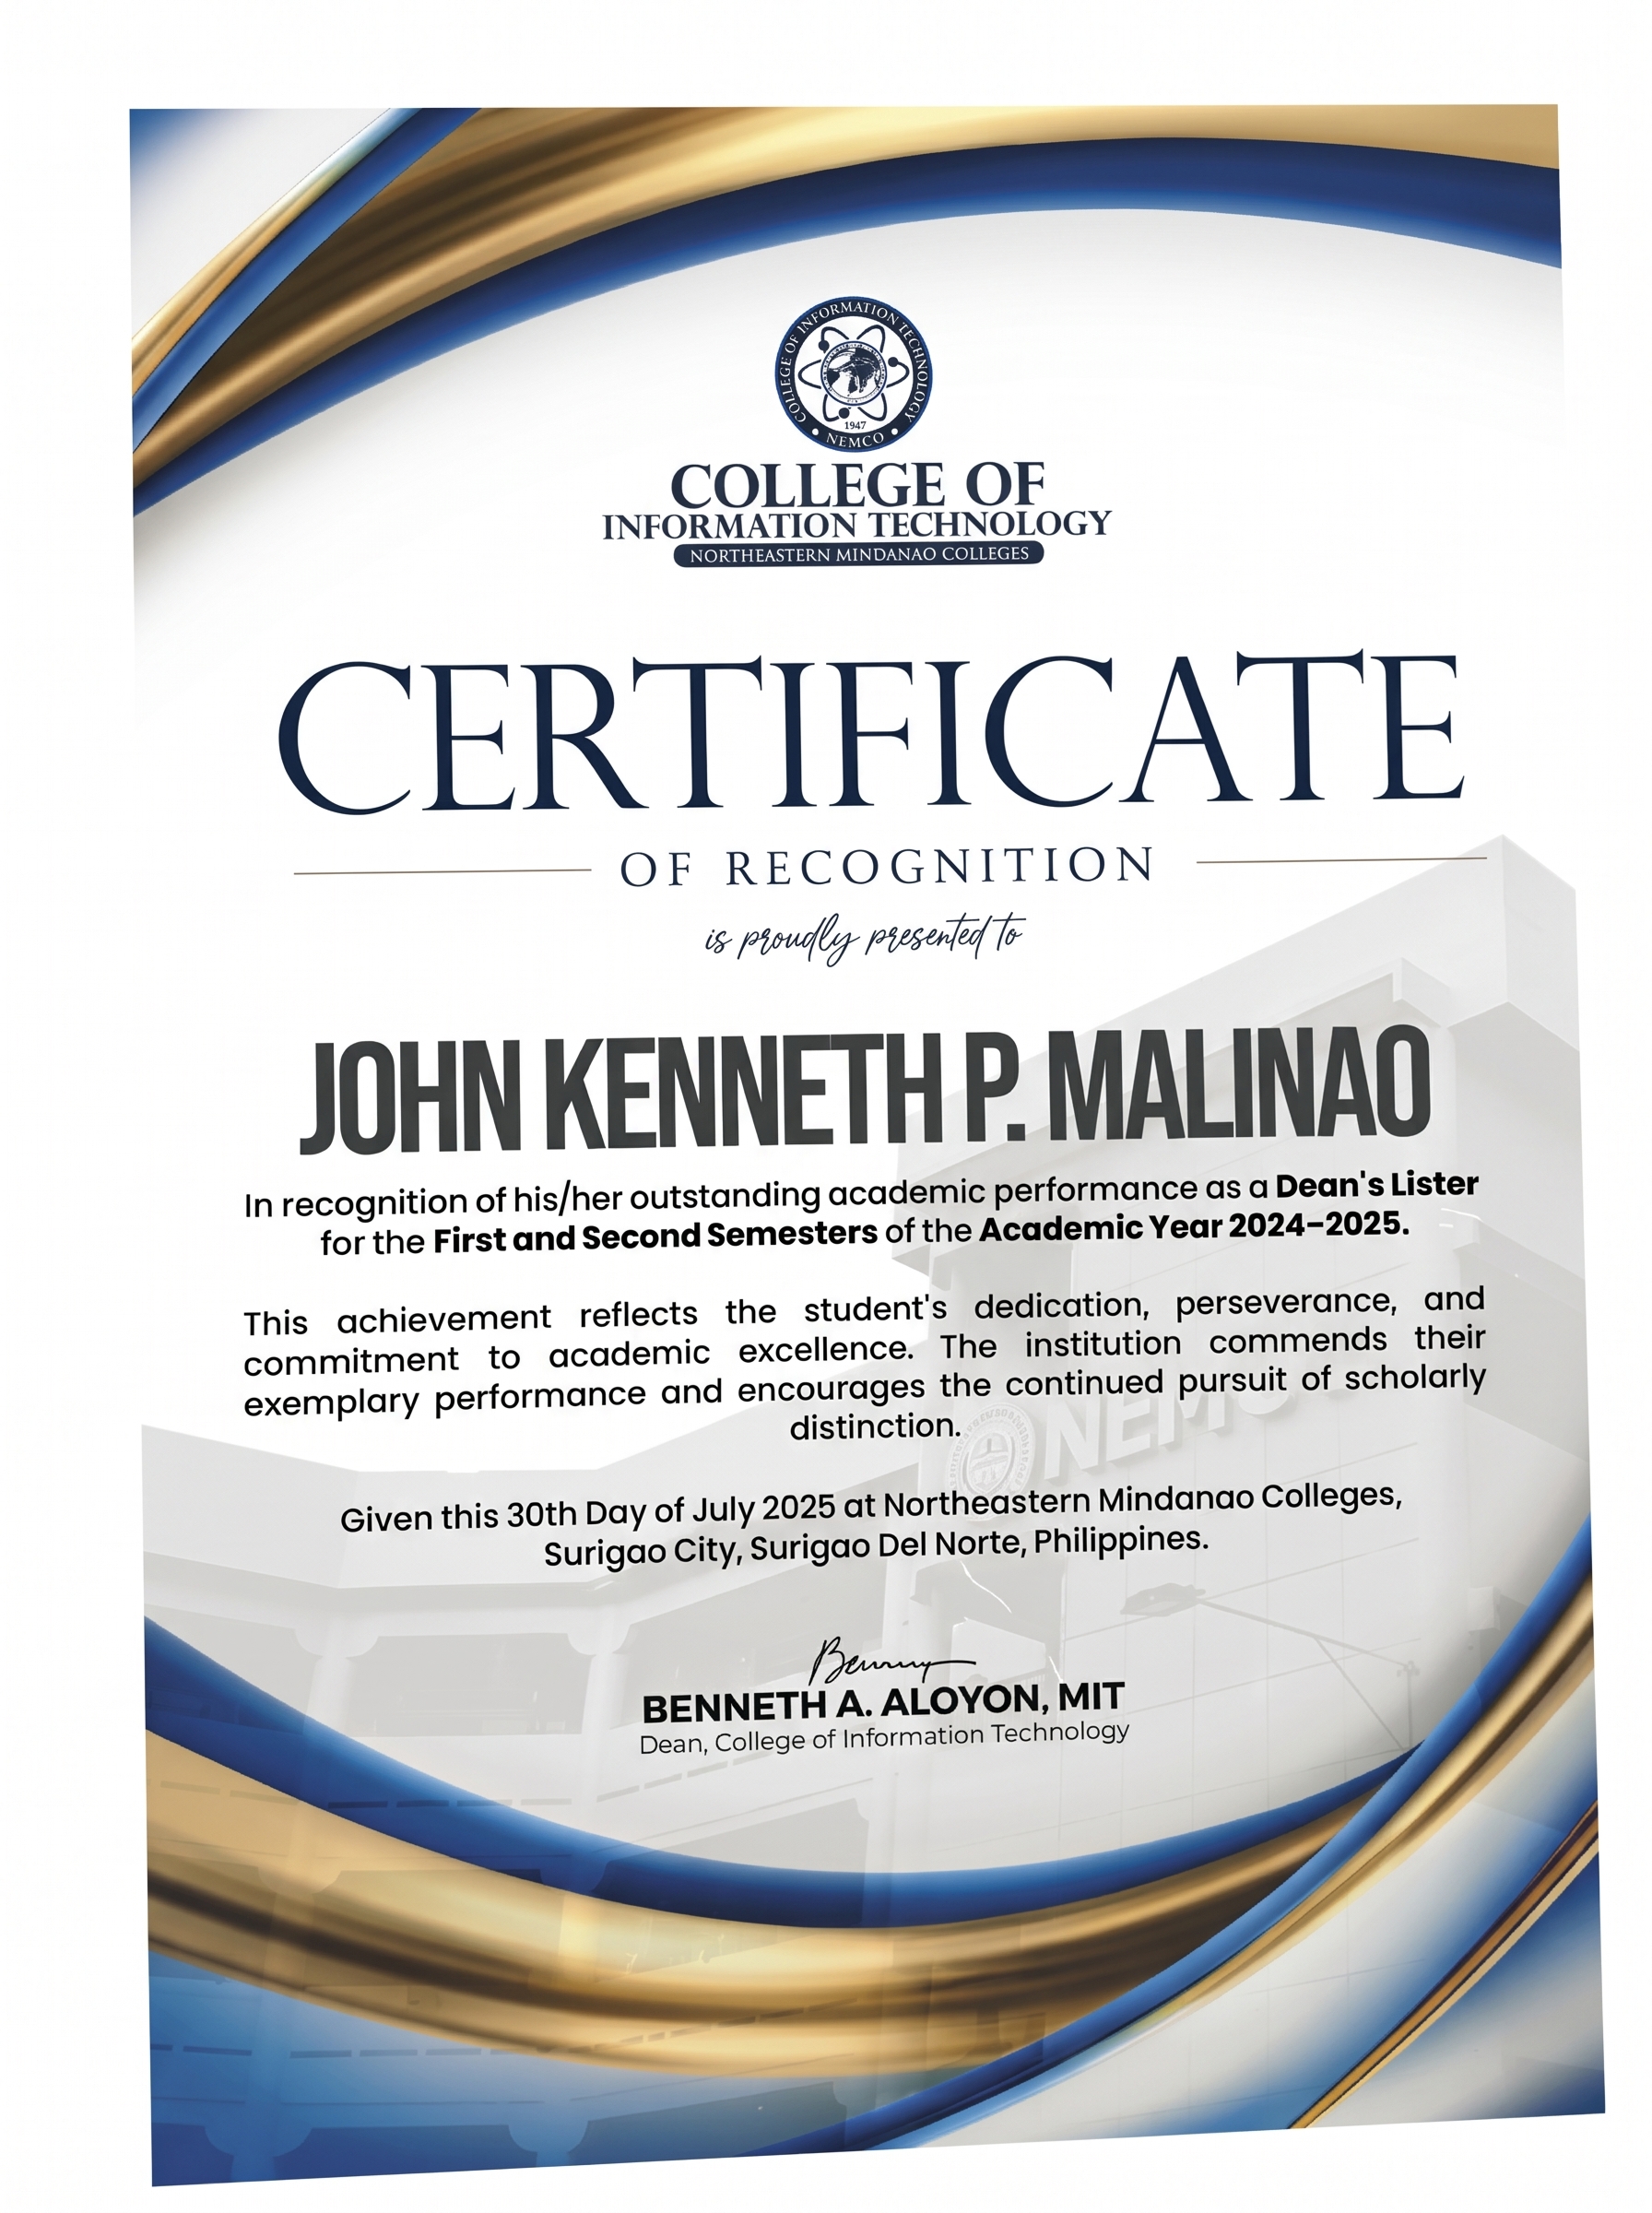 COLLEGE OF INFORMATION TECHNOLOGY
1947
• NEMCO •
COLLEGE OF
INFORMATION TECHNOLOGY
NORTHEASTERN MINDANAO COLLEGES
CERTIFICATE
OF RECOGNITION
is proudly presented to
JOHN KENNETH P. MALINAO
In recognition of his/her outstanding academic performance as a Dean's Lister
for the First and Second Semesters of the Academic Year 2024–2025.
This achievement reflects the student's dedication, perseverance, and
commitment to academic excellence. The institution commends their
exemplary performance and encourages the continued pursuit of scholarly
distinction.
NEMCO
Given this 30th Day of July 2025 at Northeastern Mindanao Colleges,
Surigao City, Surigao Del Norte, Philippines.
BENNETH A. ALOYON, MIT
Dean, College of Information Technology